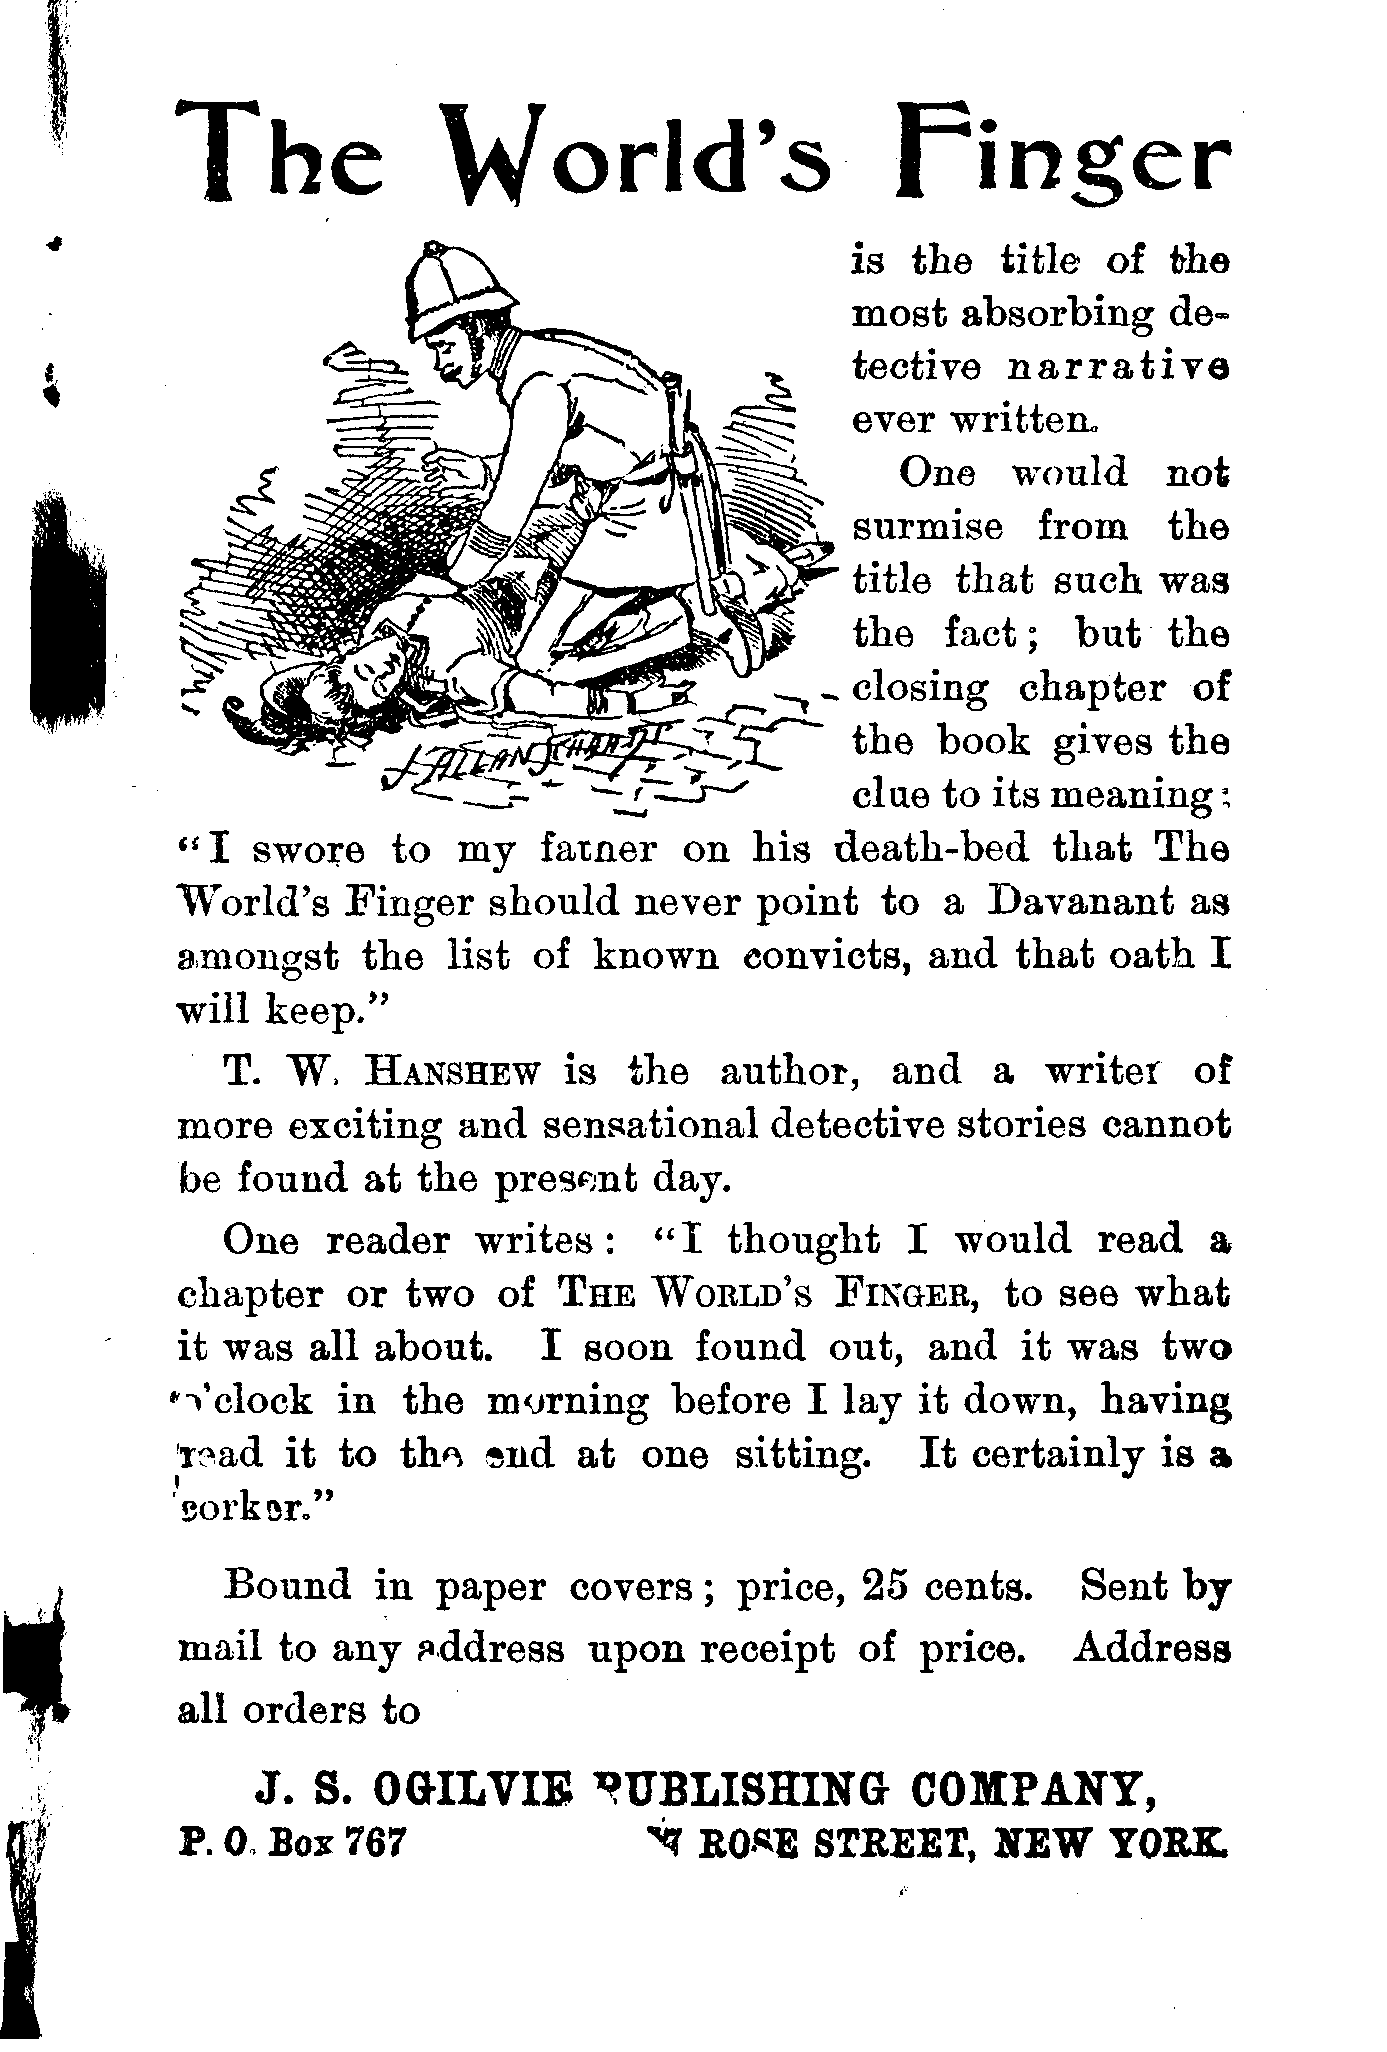 The World's Finger
is the title of the
most absorbing de-
tective narrative
ever written.
One would not
surmise from the
title that such was
the fact; but the
closing chapter of
the book gives the
clue to its meaning:
J ALLAN
"I swore to my father on his death-bed that The
World's Finger should never point to a Davanant as
amongst the list of known convicts, and that oath I
will keep."
T. W. HANSHEW is the author, and a writer of
more exciting and sensational detective stories cannot
be found at the present day.
One reader writes: "I thought I would read a
chapter or two of THE WORLD'S FINGER, to see what
it was all about. I soon found out, and it was two
o'clock in the morning before I lay it down, having
read it to the end at one sitting. It certainly is a
corker."
Bound in paper covers; price, 25 cents. Sent by
mail to any address upon receipt of price. Address
all orders to
J. S. OGILVIE PUBLISHING COMPANY,
P. O. Box 767 ROSE STREET, NEW YORK.